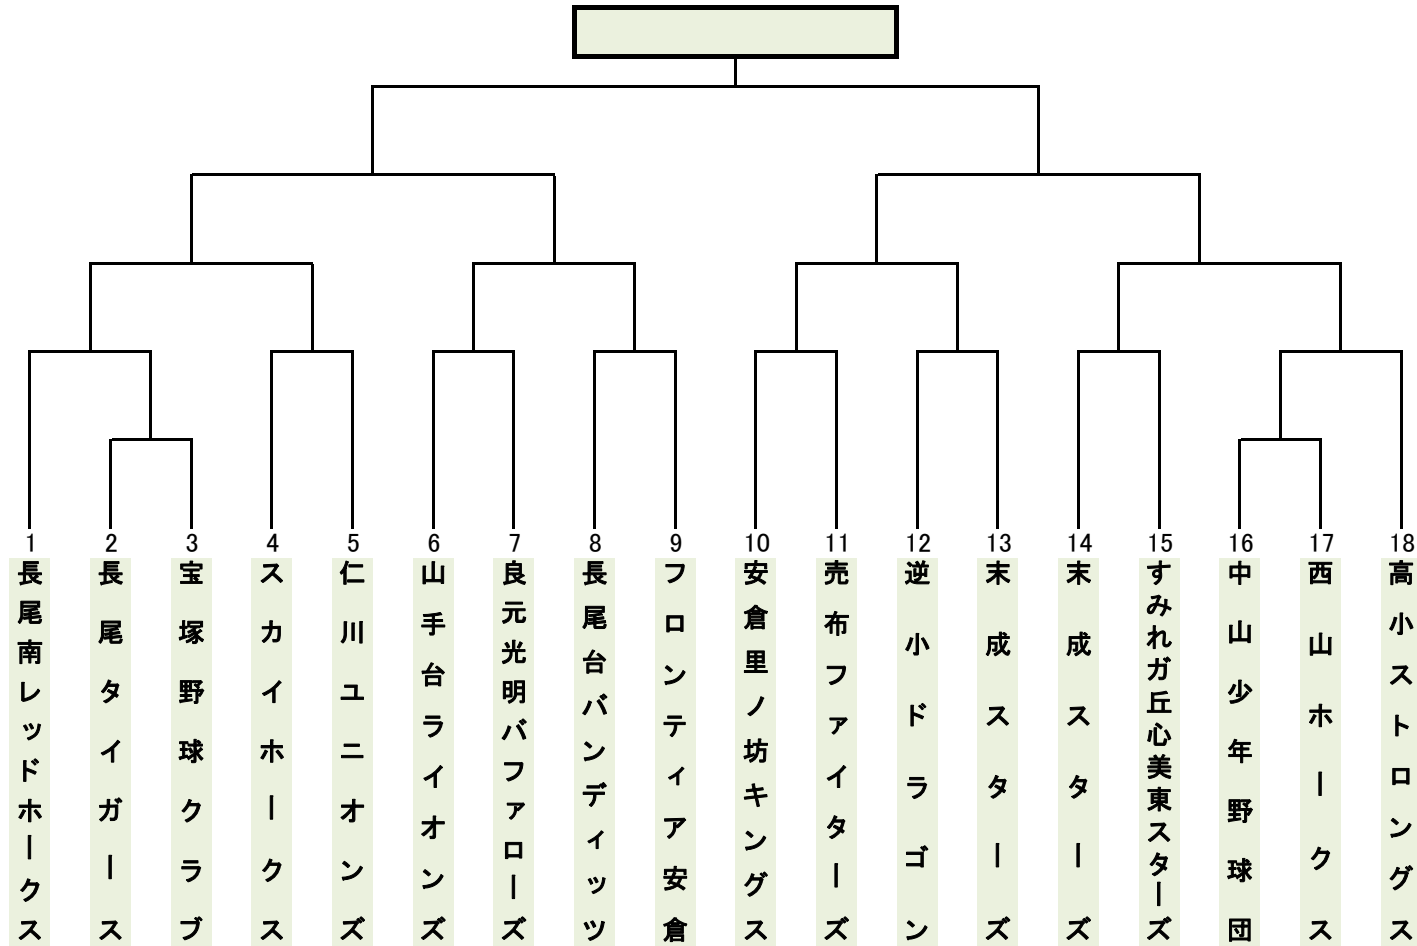 1 2 3 4 5 6 7 8 9 10 11 12 13 14 15 16 17 18
長尾南レッドホークス
長尾タイガース
宝塚野球クラブ
スカイホークス
仁川ユニオンズ
山手台ライオンズ
良元光明バファローズ
長尾台バンディッツ
フロンティア安倉
安倉里ノ坊キングス
売布ファイターズ
逆小ドラゴン
末成スターズ
末成スターズ
すみれガ丘心美東スターズ
中山少年野球団
西山ホークス
高小ストロングス